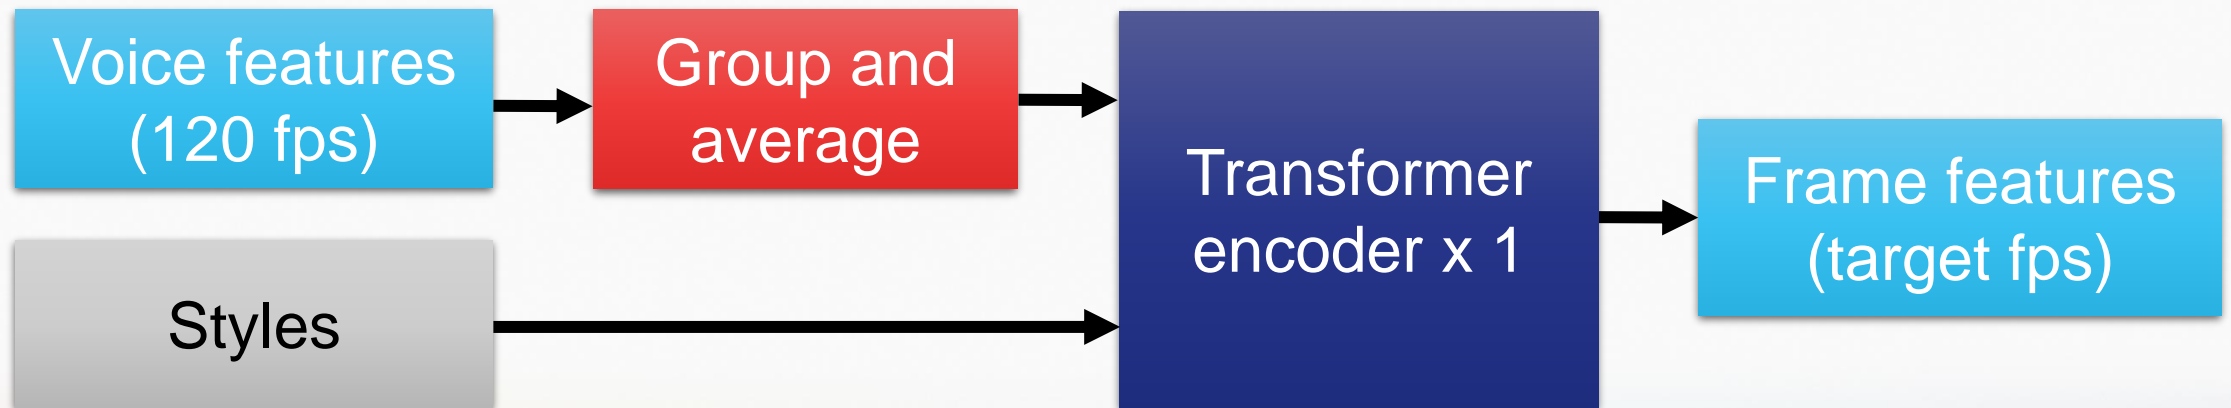 Voice features
(120 fps)
Group and
average
Styles
Transformer
encoder x 1
Frame features
(target fps)